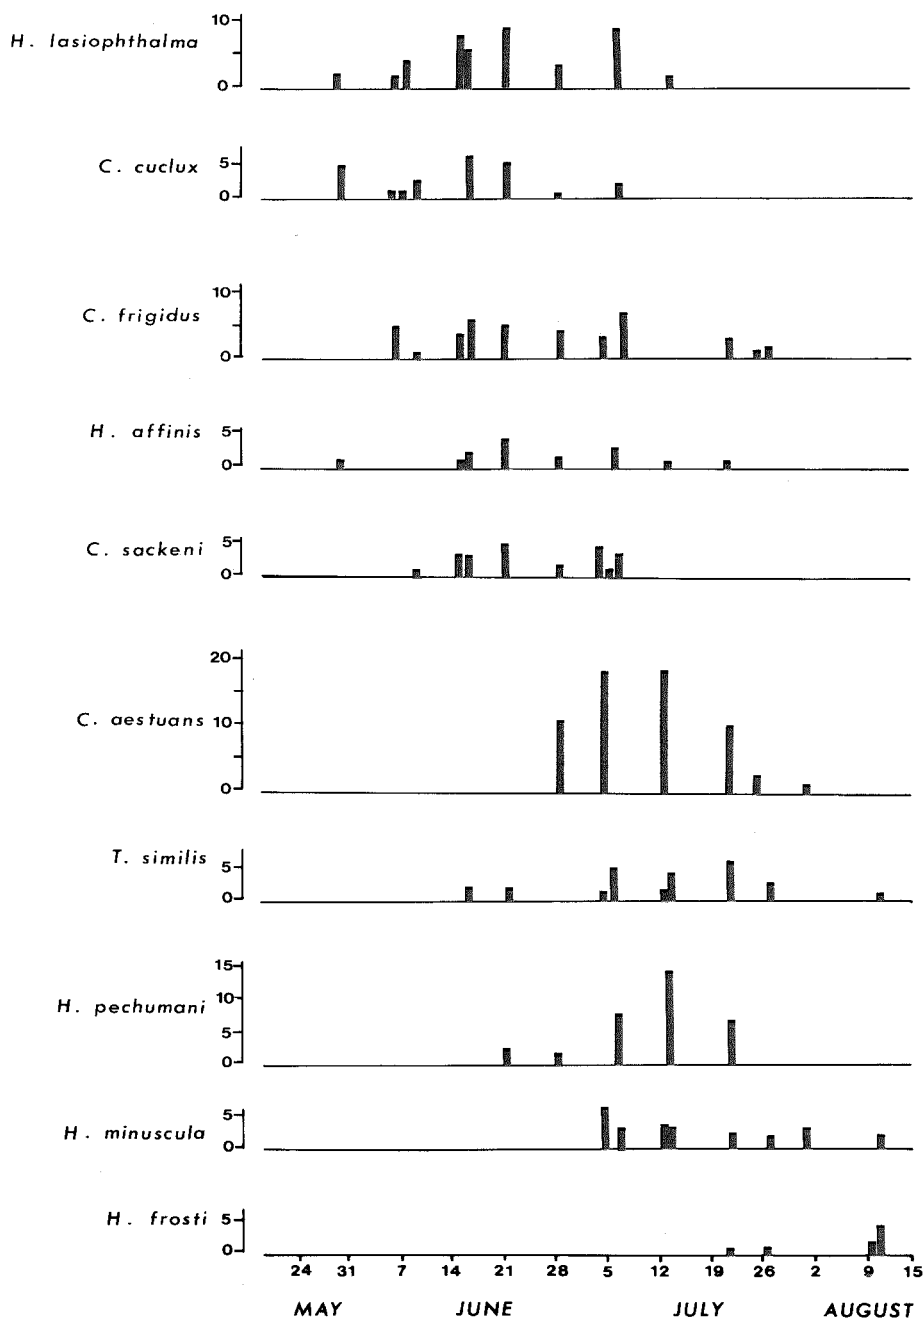 H. lasiophthalma
10
0
C. cuclux
5
0
C. frigidus
10
0
H. affinis
5
0
C. sackeni
5
0
C. aestuans
20
10
0
T. similis
5
0
H. pechumani
15
10
5
0
H. minuscula
5
0
H. frosti
5
0
24 31 7 14 21 28 5 12 19 26 2 9 15
MAY JUNE JULY AUGUST